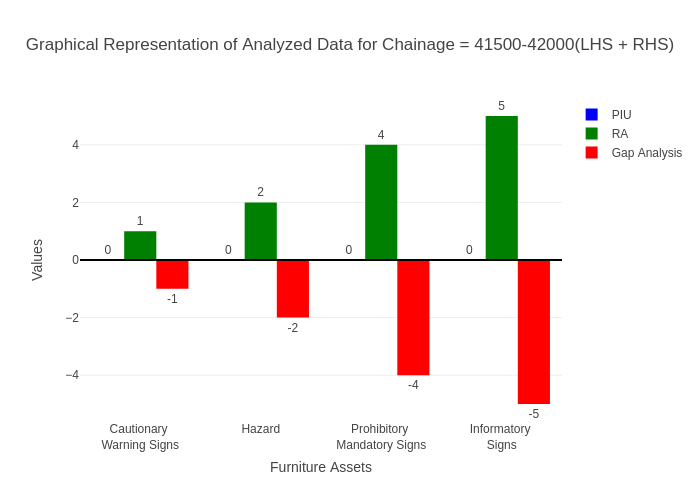 Graphical Representation of Analyzed Data for Chainage = 41500-42000(LHS + RHS)
PIU
RA
Gap Analysis
Values
4
2
0
−2
−4
0
1
-1
0
2
-2
0
4
-4
0
5
-5
Cautionary
Warning Signs
Hazard
Prohibitory
Mandatory Signs
Informatory
Signs
Furniture Assets